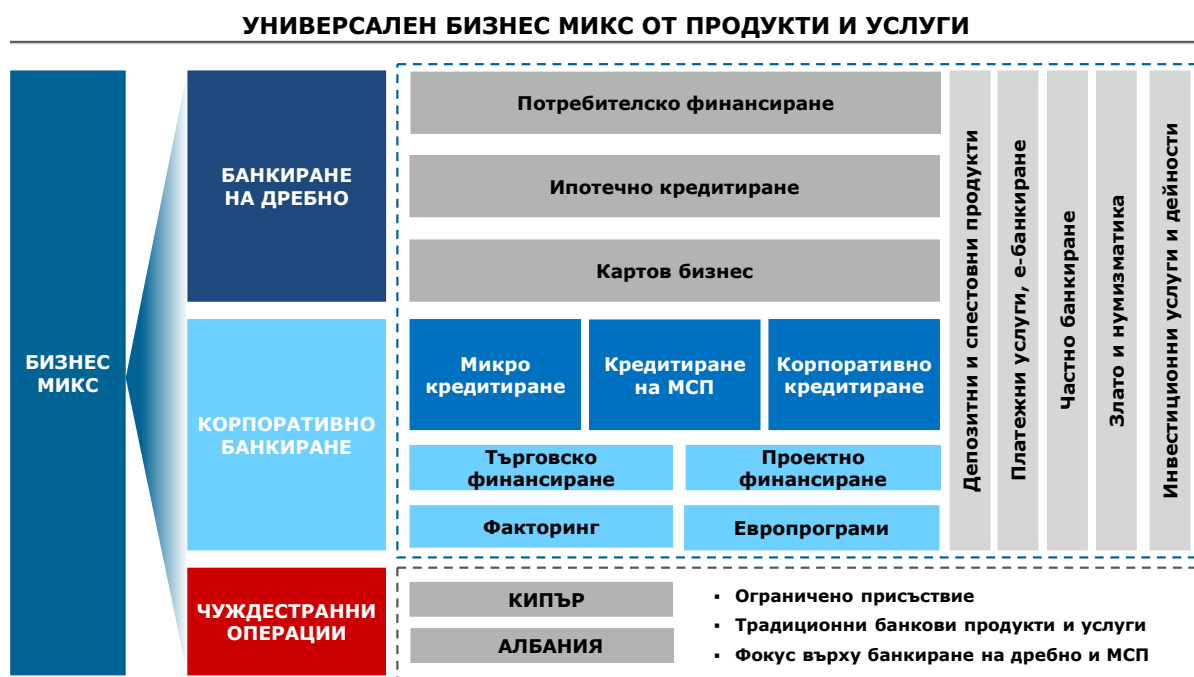 УНИВЕРСАЛЕН БИЗНЕС МИКС ОТ ПРОДУКТИ И УСЛУГИ
БИЗНЕС
МИКС
БАНКИРАНЕ
НА ДРЕБНО
Потребителско финансиране
Ипотечно кредитиране
Картов бизнес
КОРПОРАТИВНО
БАНКИРАНЕ
Микро
кредитиране
Кредитиране
на МСП
Корпоративно
кредитиране
Търговско
финансиране
Проектно
финансиране
Факторинг
Европрограми
Депозитни и спестовни продукти
Платежни услуги, е-банкиране
Частно банкиране
Злато и нумизматика
Инвестиционни услуги и дейности
ЧУЖДЕСТРАННИ
ОПЕРАЦИИ
КИПЪР
АЛБАНИЯ
▪ Ограничено присъствие
▪ Традиционни банкови продукти и услуги
▪ Фокус върху банкиране на дребно и МСП